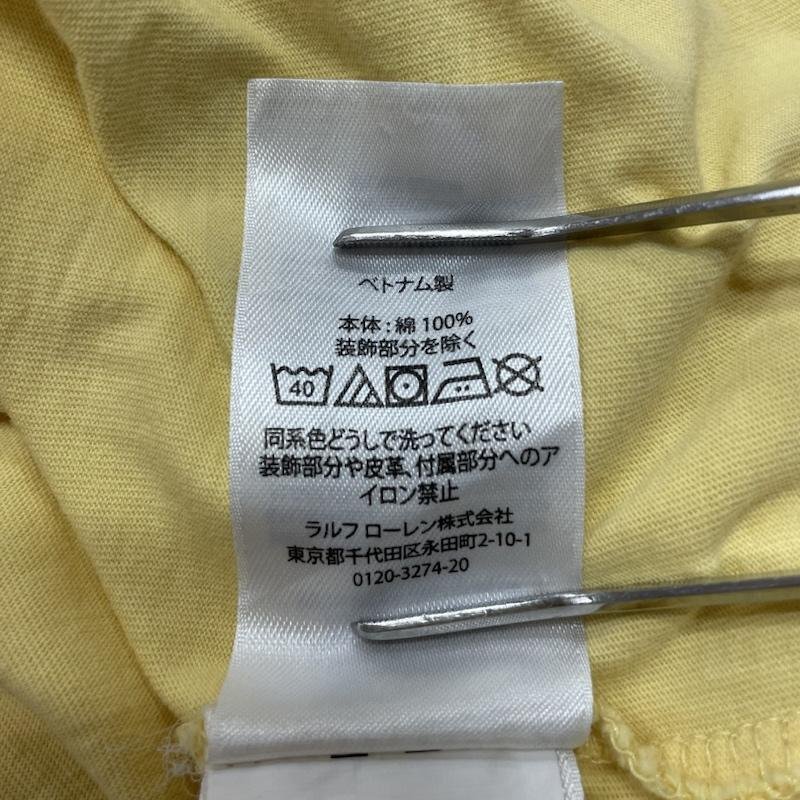 ベトナム製
本体:綿 100%
装飾部分を除く
40
同系色どうしで洗ってください
装飾部分や皮革、付属部分へのア
イロン禁止
ラルフ ローレン株式会社
東京都千代田区永田町2-10-1
0120-3274-20